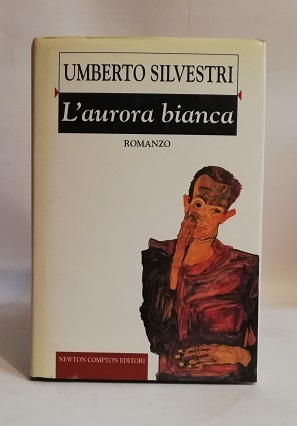 UMBERTO SILVESTRI
L'aurora bianca
ROMANZO
NEWTON COMPTON EDITORI